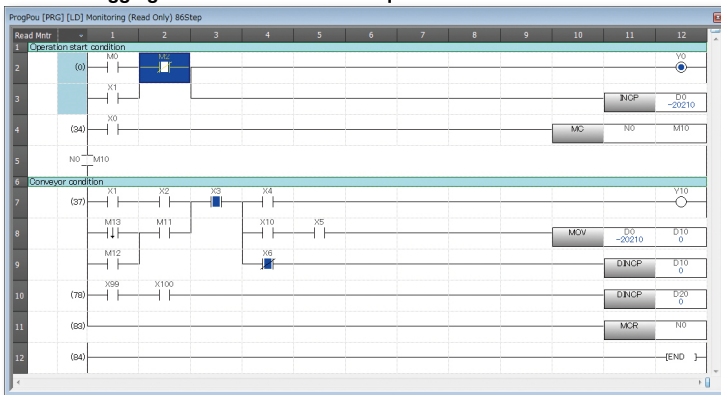 ProgPou [PRG] [LD] Monitoring (Read Only) 86Step
Read Mntr 1 2 3 4 5 6 7 8 9 10 11 12
1 Operation start condition
M0 M2 Y0
2 (0)
X1
3 INCP D0
-20210
X0
4 (34) MC N0 M10
5 N0 M10
6 Conveyor condition
X1 X2 X3 X4 Y10
7 (37)
M13 M11 X10 X5
8 MOV D0 D10
-20210 0
M12 X6
9 DINCP D10
0
X99 X100
10 (78) DINCP D20
0
11 (83) MCR N0
12 (84) [END ]